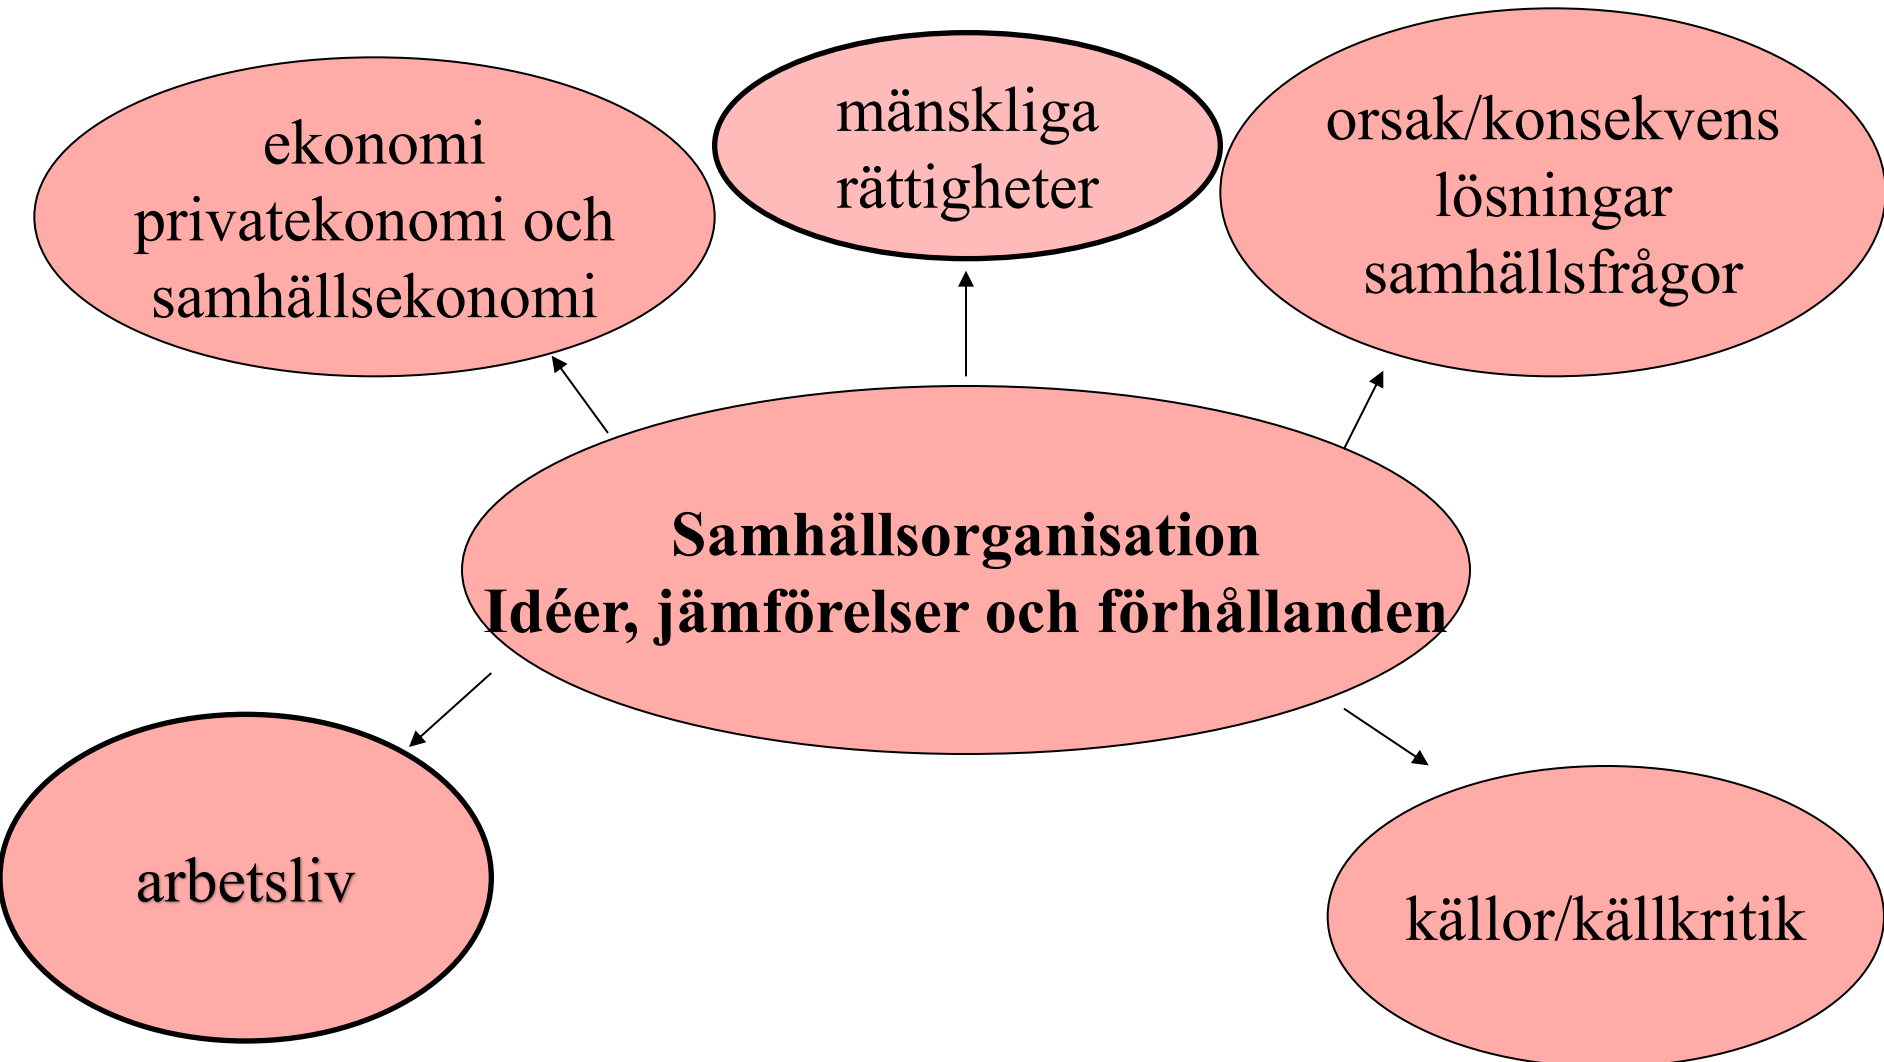 ekonomi
privatekonomi och
samhällsekonomi
mänskliga
rättigheter
orsak/konsekvens
lösningar
samhällsfrågor
Samhällsorganisation
Idéer, jämförelser och förhållanden
arbetsliv
källor/källkritik